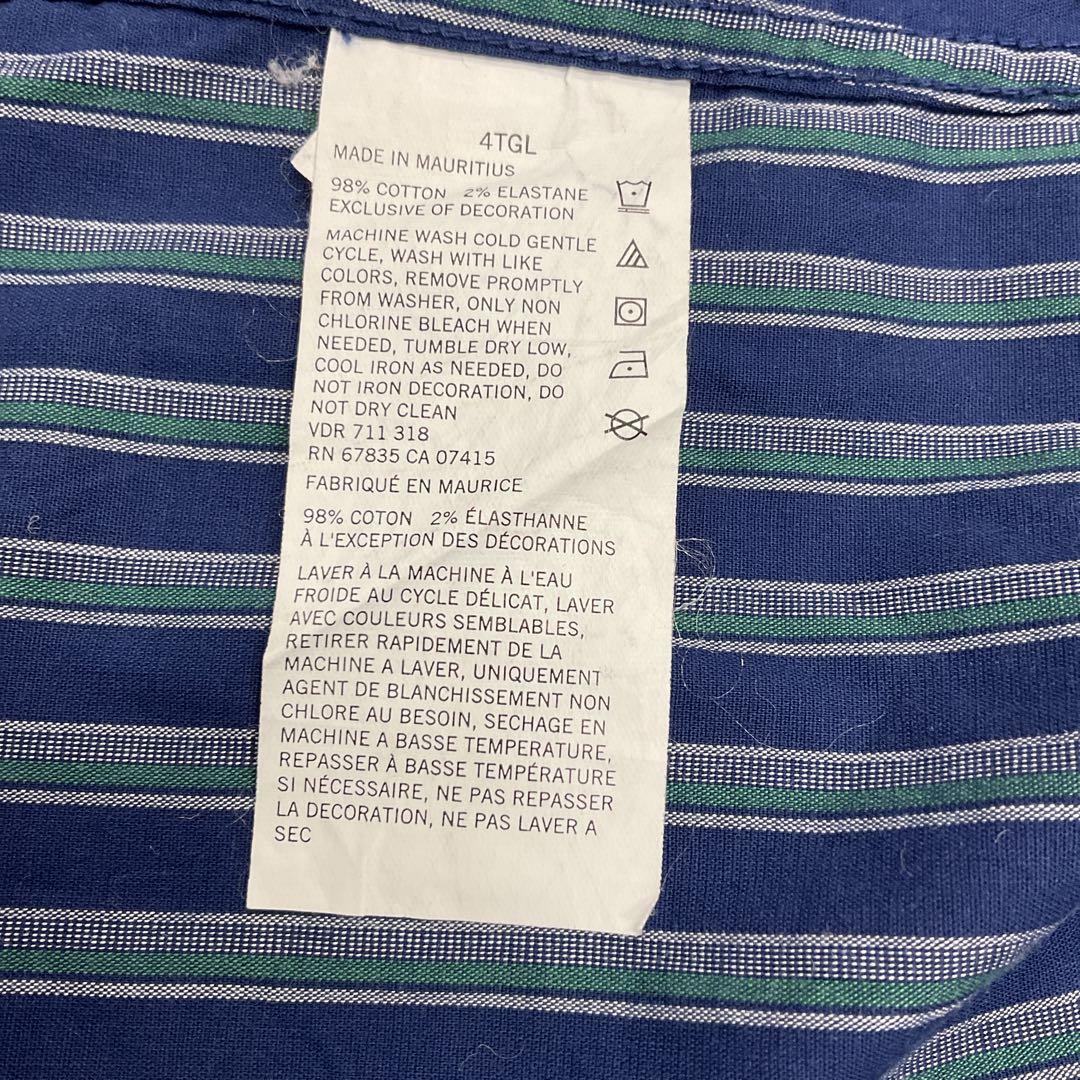 4TGL
MADE IN MAURITIUS
98% COTTON 2% ELASTANE
EXCLUSIVE OF DECORATION
MACHINE WASH COLD GENTLE
CYCLE, WASH WITH LIKE
COLORS, REMOVE PROMPTLY
FROM WASHER, ONLY NON
CHLORINE BLEACH WHEN
NEEDED, TUMBLE DRY LOW,
COOL IRON AS NEEDED, DO
NOT IRON DECORATION, DO
NOT DRY CLEAN
VDR 711 318
RN 67835 CA 07415
FABRIQUÉ EN MAURICE
98% COTON 2% ÉLASTHANNE
À L'EXCEPTION DES DÉCORATIONS
LAVER À LA MACHINE À L'EAU
FROIDE AU CYCLE DÉLICAT, LAVER
AVEC COULEURS SEMBLABLES,
RETIRER RAPIDEMENT DE LA
MACHINE A LAVER, UNIQUEMENT
AGENT DE BLANCHISSEMENT NON
CHLORE AU BESOIN, SECHAGE EN
MACHINE A BASSE TEMPERATURE,
REPASSER À BASSE TEMPÉRATURE
SI NÉCESSAIRE, NE PAS REPASSER
LA DECORATION, NE PAS LAVER A
SEC